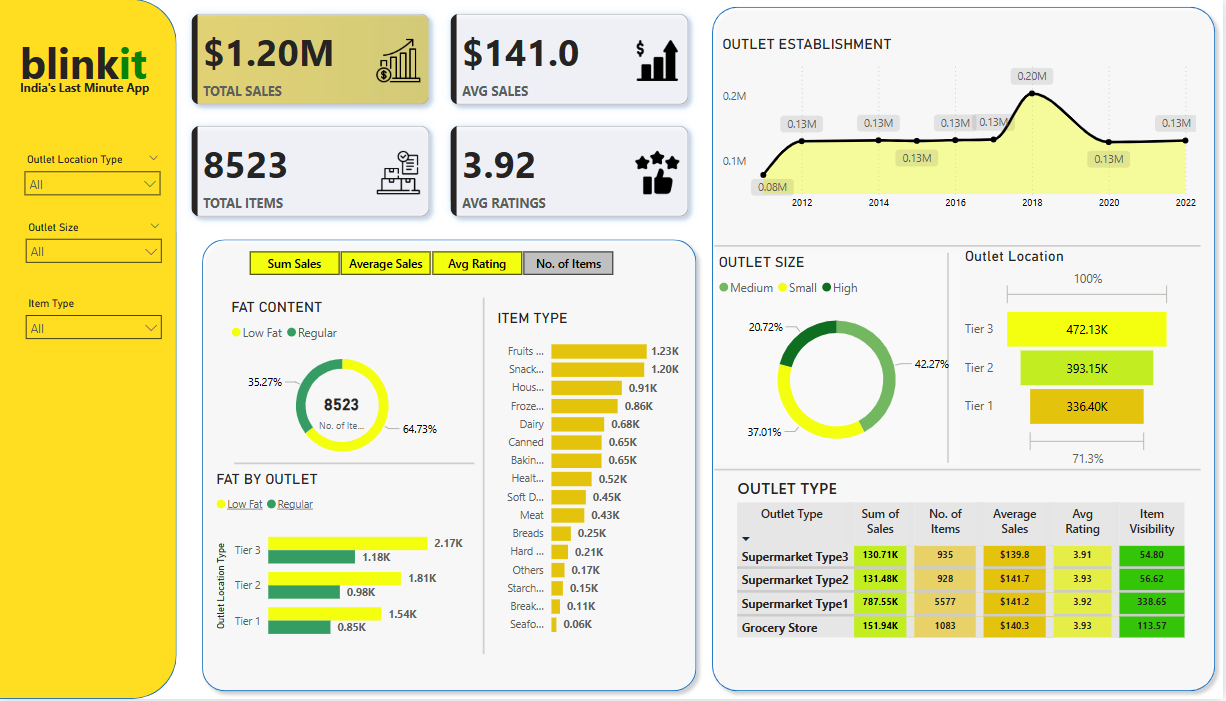 blinkit
India's Last Minute App
Outlet Location Type
All
Outlet Size
All
Item Type
All
$1.20M
TOTAL SALES
$141.0
AVG SALES
8523
TOTAL ITEMS
3.92
AVG RATINGS
Sum Sales Average Sales Avg Rating No. of Items
FAT CONTENT
Low Fat Regular
35.27%
8523
No. of Ite...
64.73%
FAT BY OUTLET
Low Fat Regular
Outlet Location Type
Tier 3 2.17K
1.18K
Tier 2 1.81K
0.98K
Tier 1 1.54K
0.85K
ITEM TYPE
Fruits ... 1.23K
Snack... 1.20K
Hous... 0.91K
Froze... 0.86K
Dairy 0.68K
Canned 0.65K
Bakin... 0.65K
Healt... 0.52K
Soft D... 0.45K
Meat 0.43K
Breads 0.25K
Hard ... 0.21K
Others 0.17K
Starch... 0.15K
Break... 0.11K
Seafo... 0.06K
OUTLET ESTABLISHMENT
0.2M
0.1M
0.08M
0.13M
0.13M
0.13M
0.13M
0.13M
0.20M
0.13M
0.13M
2012 2014 2016 2018 2020 2022
OUTLET SIZE
Medium Small High
20.72%
42.27%
37.01%
Outlet Location
100%
Tier 3 472.13K
Tier 2 393.15K
Tier 1 336.40K
71.3%
OUTLET TYPE
Outlet Type Sum of Sales No. of Items Average Sales Avg Rating Item Visibility
Supermarket Type3 130.71K 935 $139.8 3.91 54.80
Supermarket Type2 131.48K 928 $141.7 3.93 56.62
Supermarket Type1 787.55K 5577 $141.2 3.92 338.65
Grocery Store 151.94K 1083 $140.3 3.93 113.57